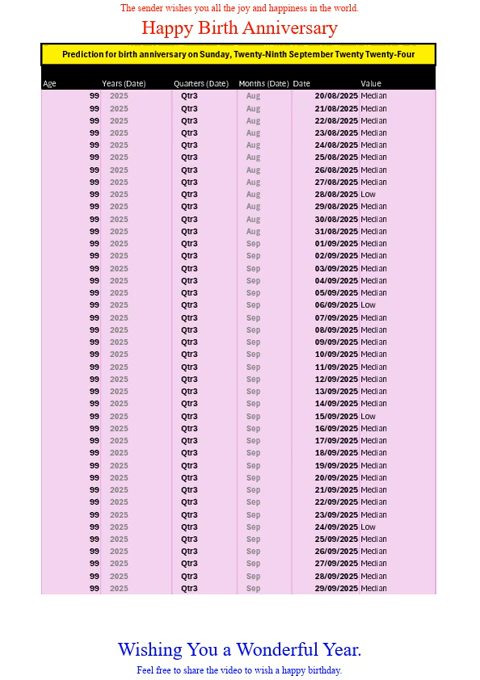 The sender wishes you all the joy and happiness in the world.
Happy Birth Anniversary
Prediction for birth anniversary on Sunday, Twenty-Ninth September Twenty Twenty-Four
Age Years (Date) Quarters (Date) Months (Date) Date Value
99 2025 Qtr3 Aug 20/08/2025 Median
99 2025 Qtr3 Aug 21/08/2025 Median
99 2025 Qtr3 Aug 22/08/2025 Median
99 2025 Qtr3 Aug 23/08/2025 Median
99 2025 Qtr3 Aug 24/08/2025 Median
99 2025 Qtr3 Aug 25/08/2025 Median
99 2025 Qtr3 Aug 26/08/2025 Median
99 2025 Qtr3 Aug 27/08/2025 Median
99 2025 Qtr3 Aug 28/08/2025 Low
99 2025 Qtr3 Aug 29/08/2025 Median
99 2025 Qtr3 Aug 30/08/2025 Median
99 2025 Qtr3 Aug 31/08/2025 Median
99 2025 Qtr3 Sep 01/09/2025 Median
99 2025 Qtr3 Sep 02/09/2025 Median
99 2025 Qtr3 Sep 03/09/2025 Median
99 2025 Qtr3 Sep 04/09/2025 Median
99 2025 Qtr3 Sep 05/09/2025 Median
99 2025 Qtr3 Sep 06/09/2025 Low
99 2025 Qtr3 Sep 07/09/2025 Median
99 2025 Qtr3 Sep 08/09/2025 Median
99 2025 Qtr3 Sep 09/09/2025 Median
99 2025 Qtr3 Sep 10/09/2025 Median
99 2025 Qtr3 Sep 11/09/2025 Median
99 2025 Qtr3 Sep 12/09/2025 Median
99 2025 Qtr3 Sep 13/09/2025 Median
99 2025 Qtr3 Sep 14/09/2025 Median
99 2025 Qtr3 Sep 15/09/2025 Low
99 2025 Qtr3 Sep 16/09/2025 Median
99 2025 Qtr3 Sep 17/09/2025 Median
99 2025 Qtr3 Sep 18/09/2025 Median
99 2025 Qtr3 Sep 19/09/2025 Median
99 2025 Qtr3 Sep 20/09/2025 Median
99 2025 Qtr3 Sep 21/09/2025 Median
99 2025 Qtr3 Sep 22/09/2025 Median
99 2025 Qtr3 Sep 23/09/2025 Median
99 2025 Qtr3 Sep 24/09/2025 Low
99 2025 Qtr3 Sep 25/09/2025 Median
99 2025 Qtr3 Sep 26/09/2025 Median
99 2025 Qtr3 Sep 27/09/2025 Median
99 2025 Qtr3 Sep 28/09/2025 Median
99 2025 Qtr3 Sep 29/09/2025 Median
Wishing You a Wonderful Year.
Feel free to share the video to wish a happy birthday.